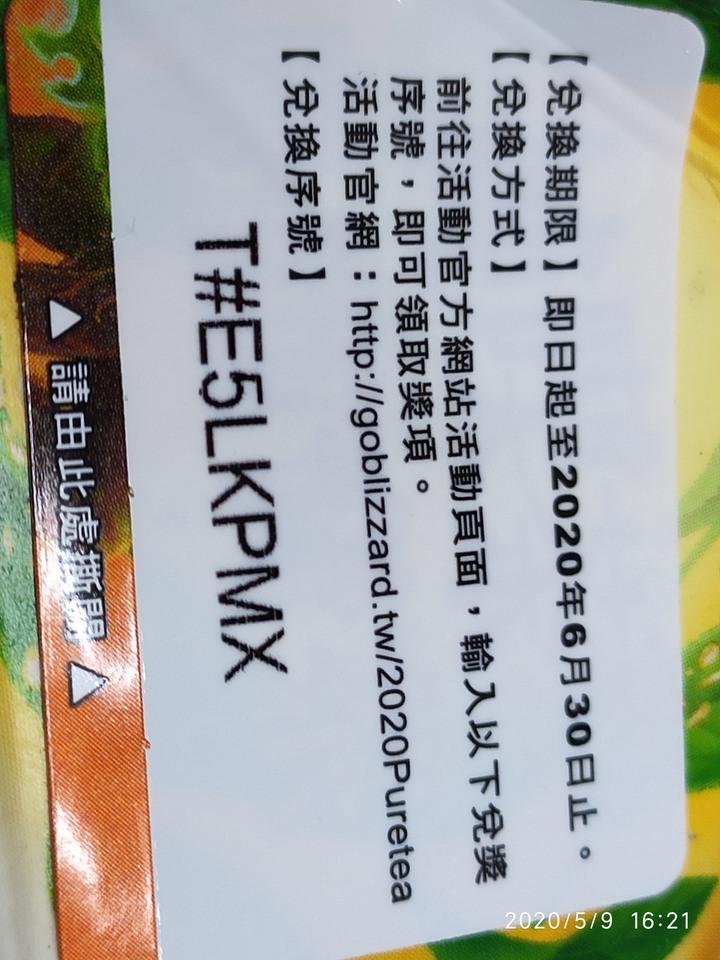 【兌換期限】即日起至2020年6月30日止。
【兌換方式】
前往活動官方網站活動頁面，輸入以下兌獎
序號，即可領取獎項。
活動官網：http://goblizzard.tw/2020Puretea
【兌換序號】
T#E5LKPMX
△ 請由此處撕開 △
2020/5/9 16:21